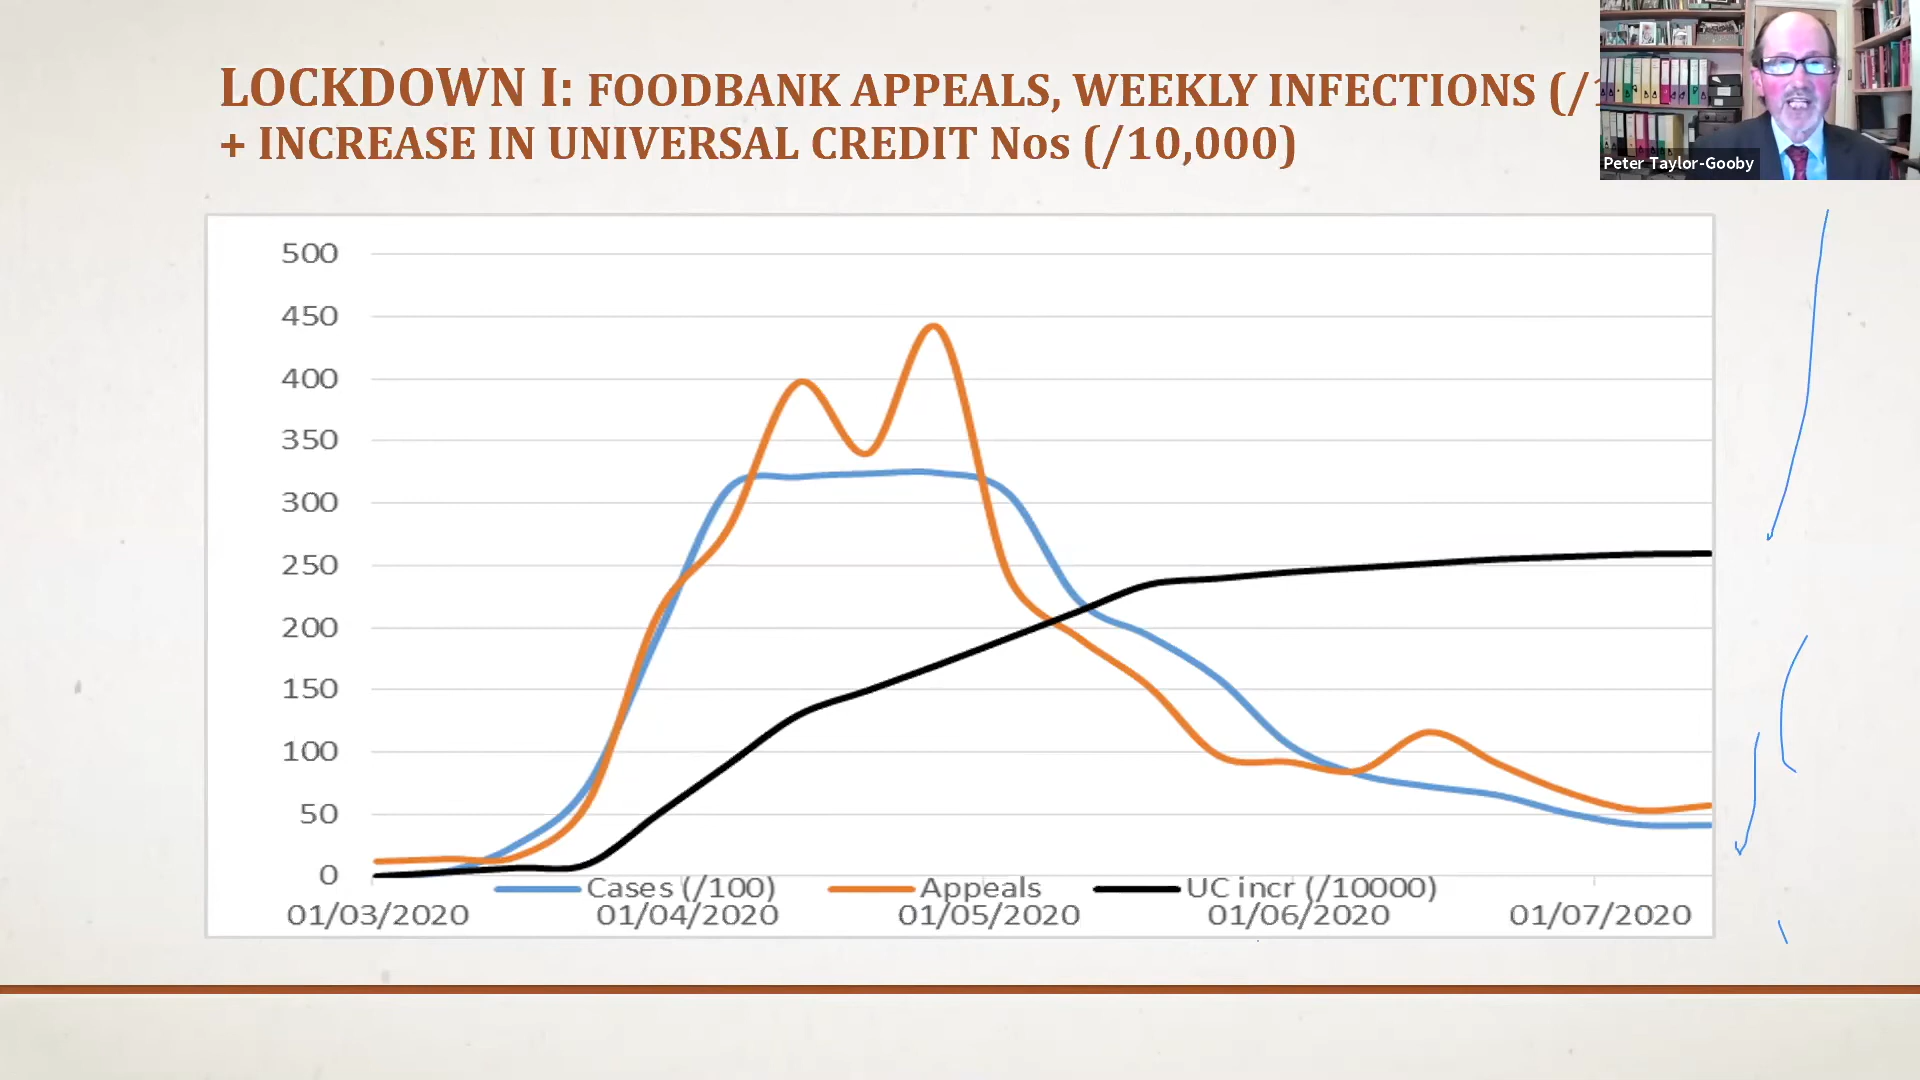 LOCKDOWN I: FOODBANK APPEALS, WEEKLY INFECTIONS (/1
+ INCREASE IN UNIVERSAL CREDIT Nos (/10,000)
Peter Taylor-Gooby
500
450
400
350
300
250
200
150
100
50
0
Cases (/100) Appeals UC incr (/10000)
01/03/2020 01/04/2020 01/05/2020 01/06/2020 01/07/2020